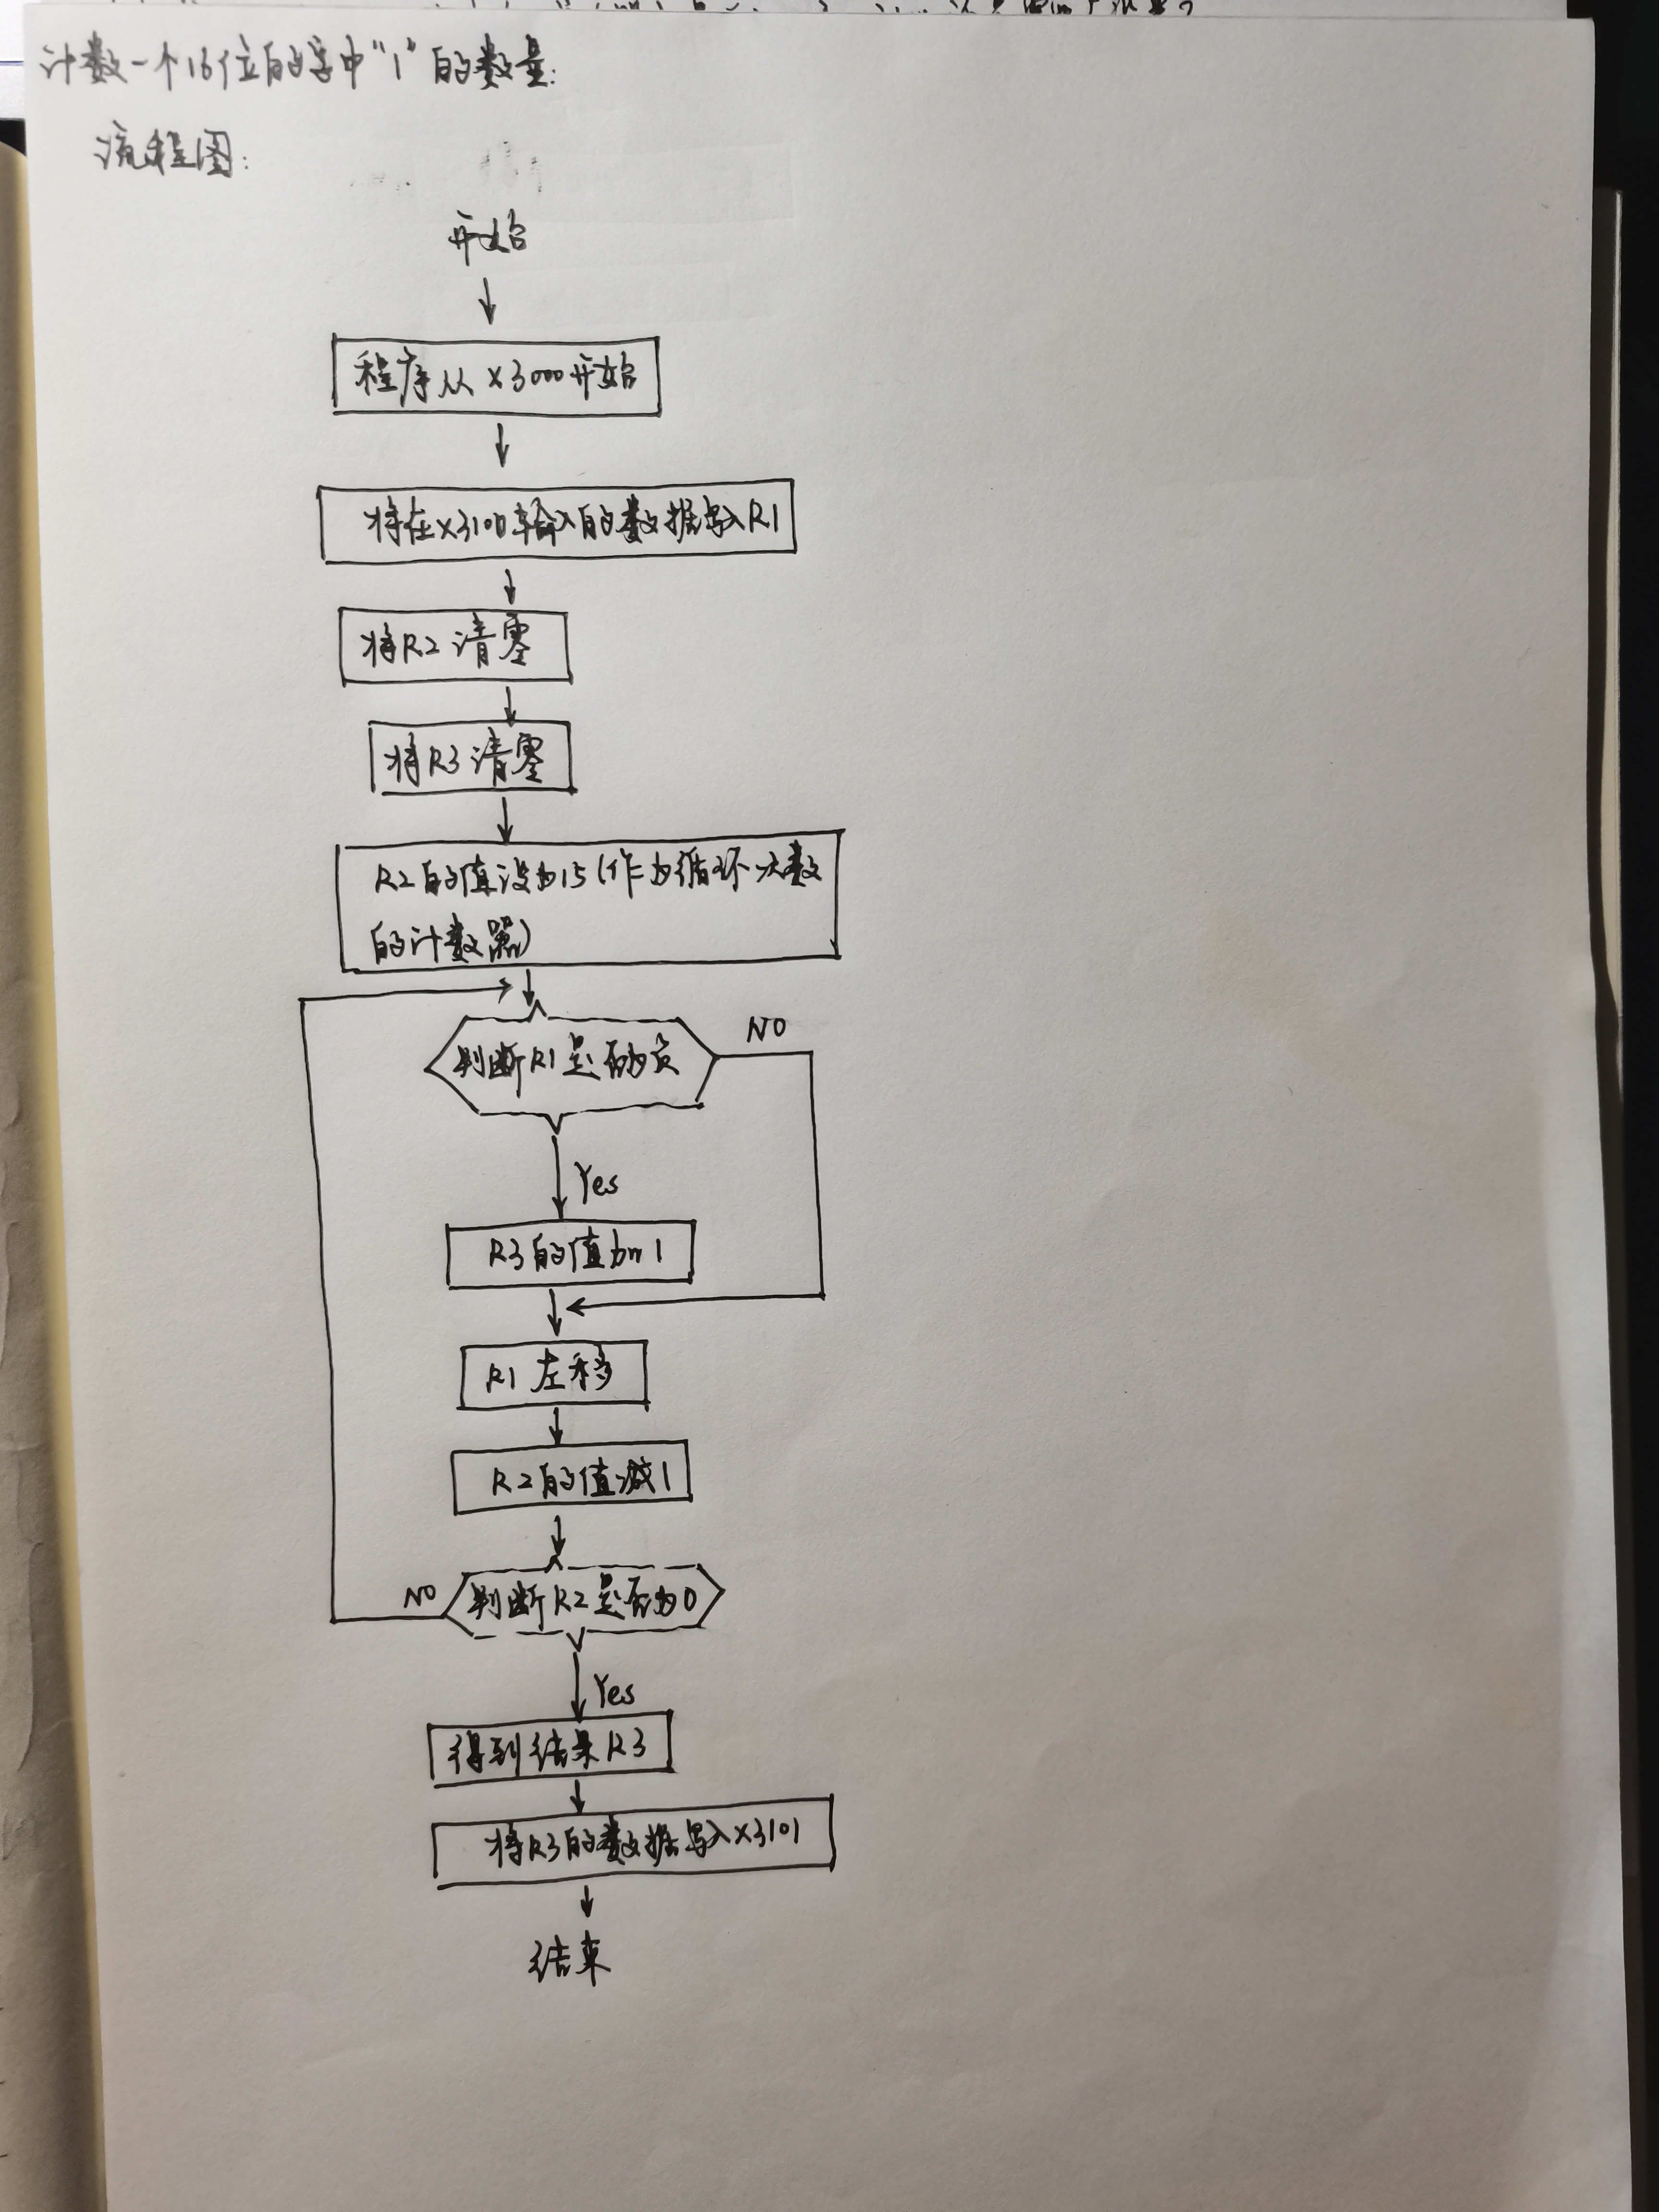 计数一个16位的字中“1”的数量:
流程图:
开始
程序从x3000开始
将在x3100输入的数据写入R1
将R2清零
将R3清零
R2的值设为15(作为循环次数
的计数器)
判断R1是否为负
NO
Yes
R3的值加1
R1左移
R2的值减1
NO
判断R2是否为0
Yes
得到结果R3
将R3的数据写入x3101
结束